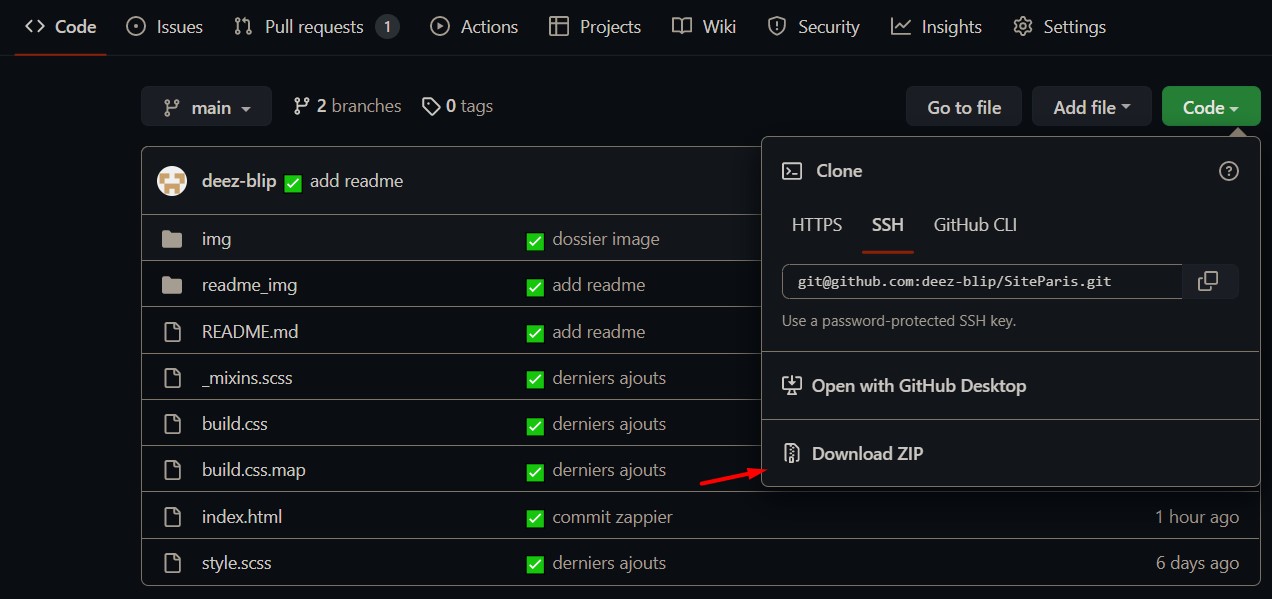 Code Issues Pull requests 1 Actions Projects Wiki Security Insights Settings
main 2 branches 0 tags Go to file Add file Code
deez-blip add readme
img dossier image
readme_img add readme
README.md add readme
_mixins.scss derniers ajouts
build.css derniers ajouts
build.css.map derniers ajouts
index.html commit zappier 1 hour ago
style.scss derniers ajouts 6 days ago
Clone
HTTPS SSH GitHub CLI
git@github.com:deez-blip/SiteParis.git
Use a password-protected SSH key.
Open with GitHub Desktop
Download ZIP